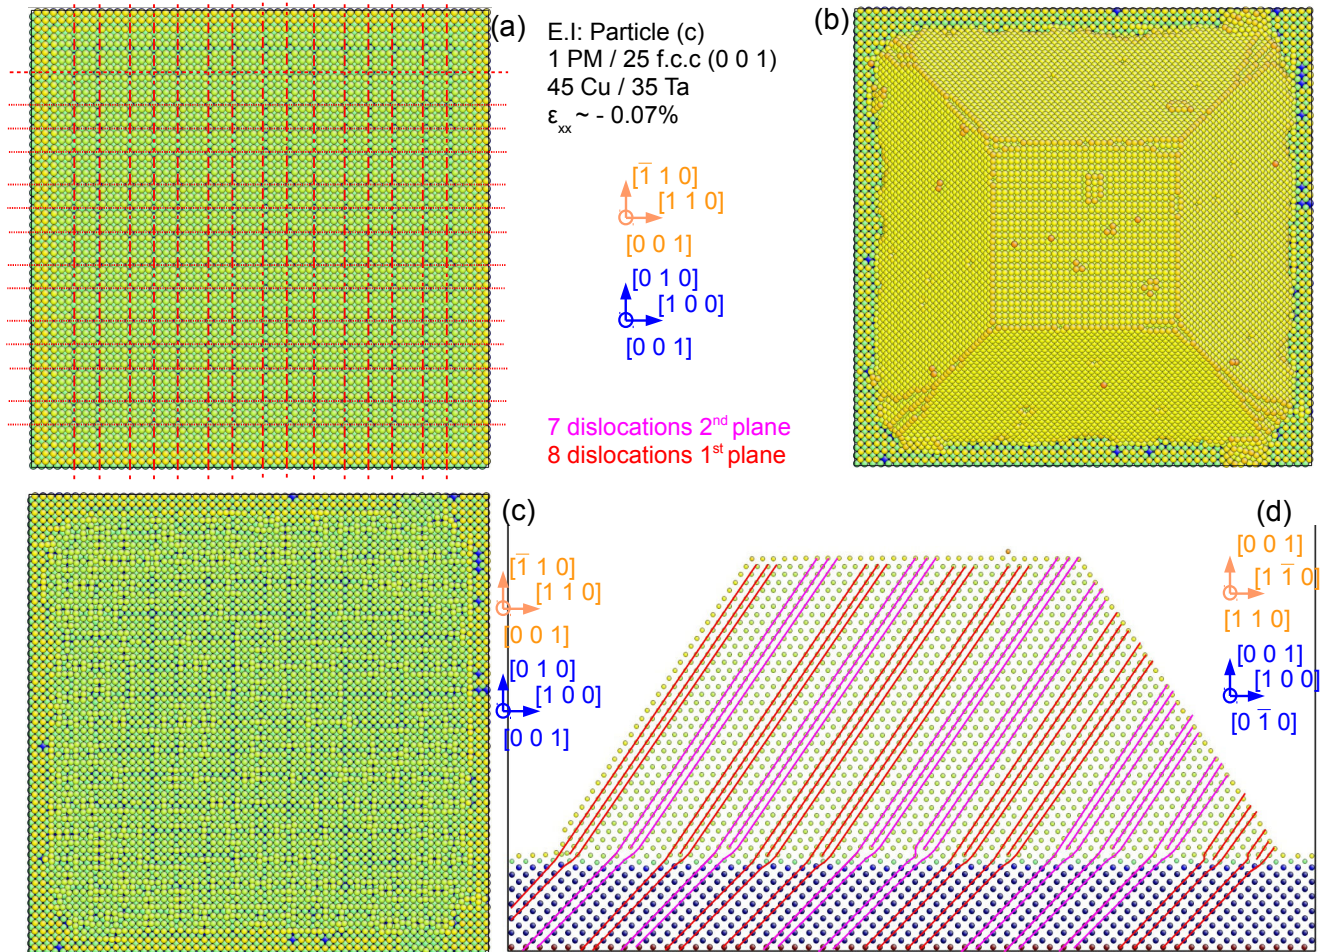 (a)
E.I: Particle (c)
1 PM / 25 f.c.c (0 0 1)
45 Cu / 35 Ta
ε_xx ~ - 0.07%
(b)
[1̅ 1 0]
[1 1 0]
[0 0 1]
[0 1 0]
[1 0 0]
[0 0 1]
7 dislocations 2nd plane
8 dislocations 1st plane
(c)
[1̅ 1 0]
[1 1 0]
[0 0 1]
[0 1 0]
[1 0 0]
[0 0 1]
(d)
[0 0 1]
[1 1̅ 0]
[1 1 0]
[0 0 1]
[1 0 0]
[0 1̅ 0]